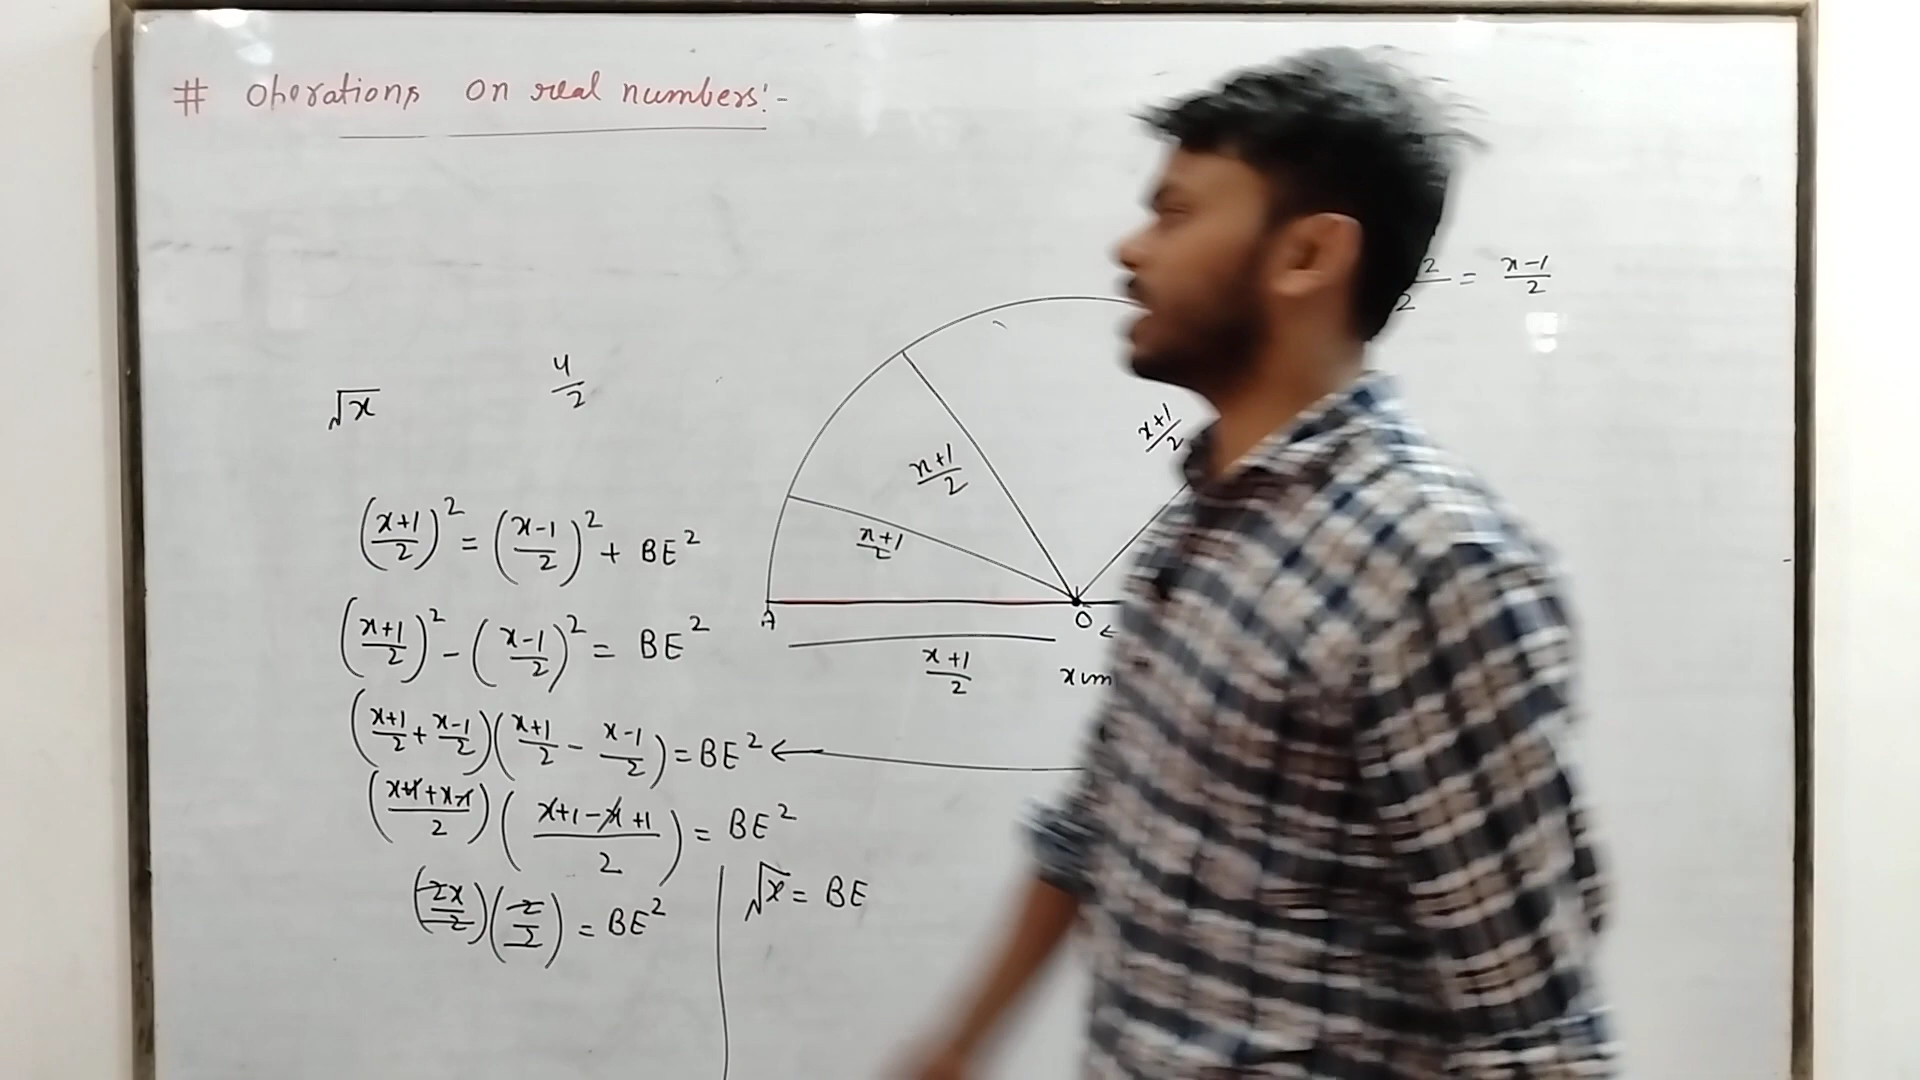 # Operations on real numbers:-
2/2 = x-1/2
√x
4/2
x+1/2
x+1/2
x+1/2
A
O
x+1/2
x cm
((x+1)/2)² = ((x-1)/2)² + BE²
((x+1)/2)² - ((x-1)/2)² = BE²
(x+1/2 + x-1/2)(x+1/2 - x-1/2) = BE² ←
((x+1+x-1)/2)((x+1-x+1)/2) = BE²
(2x/2)(2/2) = BE²
√x = BE